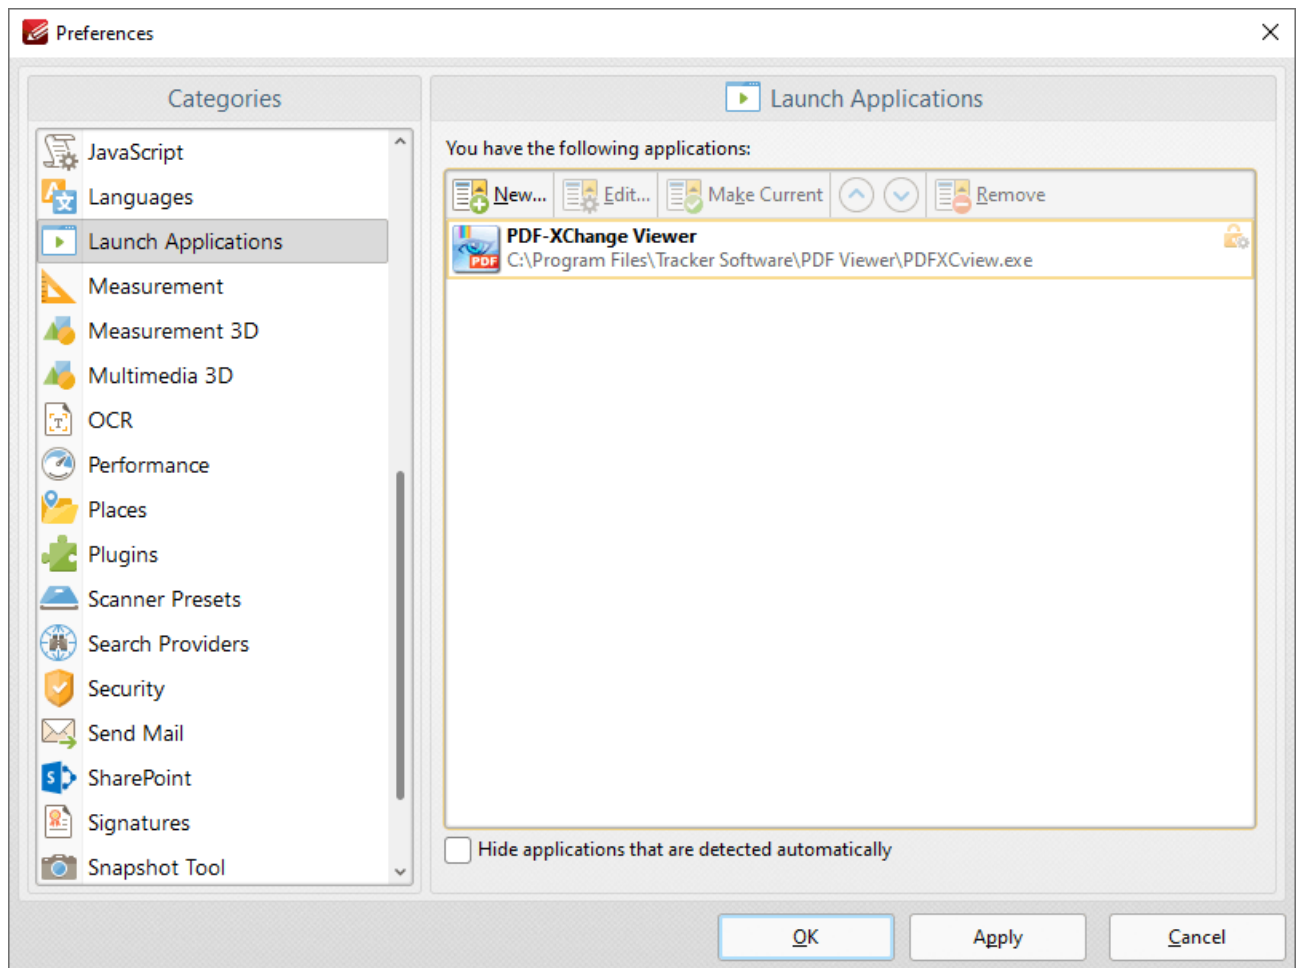 Preferences
Categories
JavaScript
Languages
Launch Applications
Measurement
Measurement 3D
Multimedia 3D
OCR
Performance
Places
Plugins
Scanner Presets
Search Providers
Security
Send Mail
SharePoint
Signatures
Snapshot Tool
Launch Applications
You have the following applications:
New... Edit... Make Current Remove
PDF-XChange Viewer
PDF
C:\Program Files\Tracker Software\PDF Viewer\PDFXCview.exe
Hide applications that are detected automatically
OK Apply Cancel